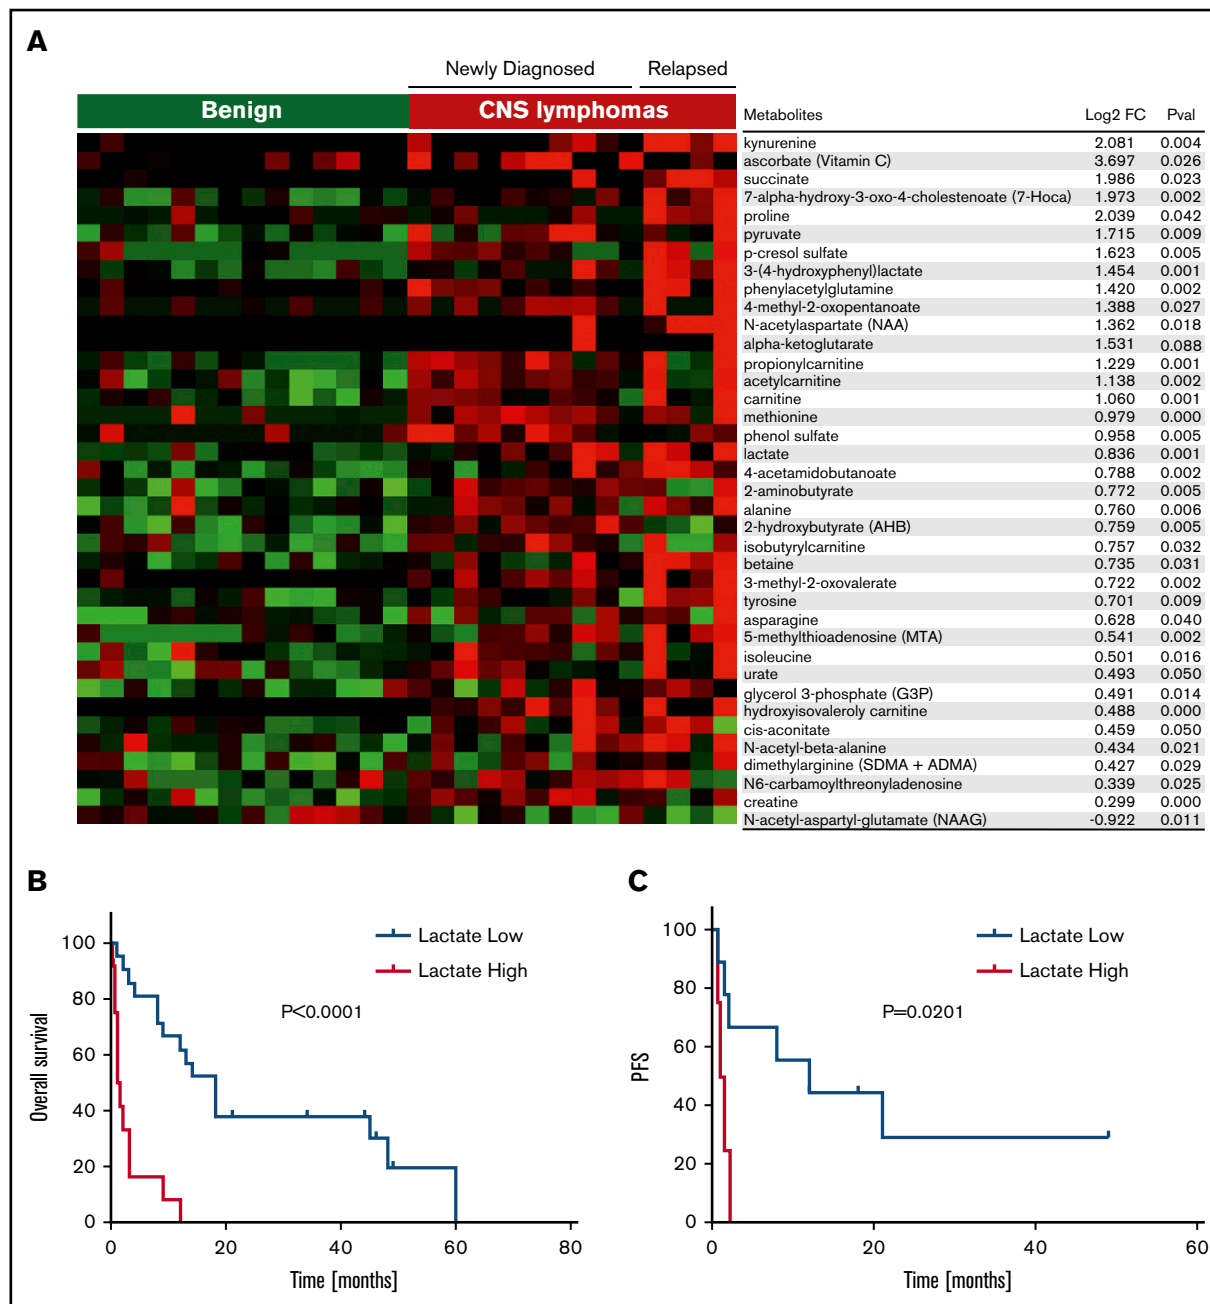 A
Newly Diagnosed Relapsed
Benign CNS lymphomas
Metabolites Log2 FC Pval
kynurenine 2.081 0.004
ascorbate (Vitamin C) 3.697 0.026
succinate 1.986 0.023
7-alpha-hydroxy-3-oxo-4-cholestenoate (7-Hoca) 1.973 0.002
proline 2.039 0.042
pyruvate 1.715 0.009
p-cresol sulfate 1.623 0.005
3-(4-hydroxyphenyl)lactate 1.454 0.001
phenylacetylglutamine 1.420 0.002
4-methyl-2-oxopentanoate 1.388 0.027
N-acetylaspartate (NAA) 1.362 0.018
alpha-ketoglutarate 1.531 0.088
propionylcarnitine 1.229 0.001
acetylcarnitine 1.138 0.002
carnitine 1.060 0.001
methionine 0.979 0.000
phenol sulfate 0.958 0.005
lactate 0.836 0.001
4-acetamidobutanoate 0.788 0.002
2-aminobutyrate 0.772 0.005
alanine 0.760 0.006
2-hydroxybutyrate (AHB) 0.759 0.005
isobutyrylcarnitine 0.757 0.032
betaine 0.735 0.031
3-methyl-2-oxovalerate 0.722 0.002
tyrosine 0.701 0.009
asparagine 0.628 0.040
5-methylthioadenosine (MTA) 0.541 0.002
isoleucine 0.501 0.016
urate 0.493 0.050
glycerol 3-phosphate (G3P) 0.491 0.014
hydroxyisovaleroly carnitine 0.488 0.000
cis-aconitate 0.459 0.050
N-acetyl-beta-alanine 0.434 0.021
dimethylarginine (SDMA + ADMA) 0.427 0.029
N6-carbamoylthreonyladenosine 0.339 0.025
creatine 0.299 0.000
N-acetyl-aspartyl-glutamate (NAAG) -0.922 0.011
B
Lactate Low
Lactate High
P<0.0001
Overall survival
100
80
60
40
20
0
0 20 40 60 80
Time [months]
C
Lactate Low
Lactate High
P=0.0201
PFS
100
80
60
40
20
0
0 20 40 60
Time [months]